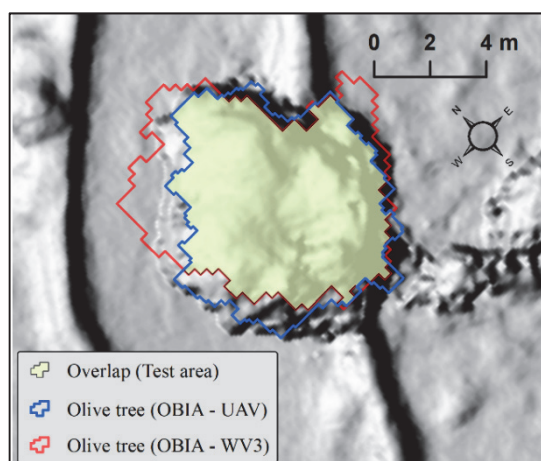 0 2 4 m
N E
W S
Overlap (Test area)
Olive tree (OBIA - UAV)
Olive tree (OBIA - WV3)